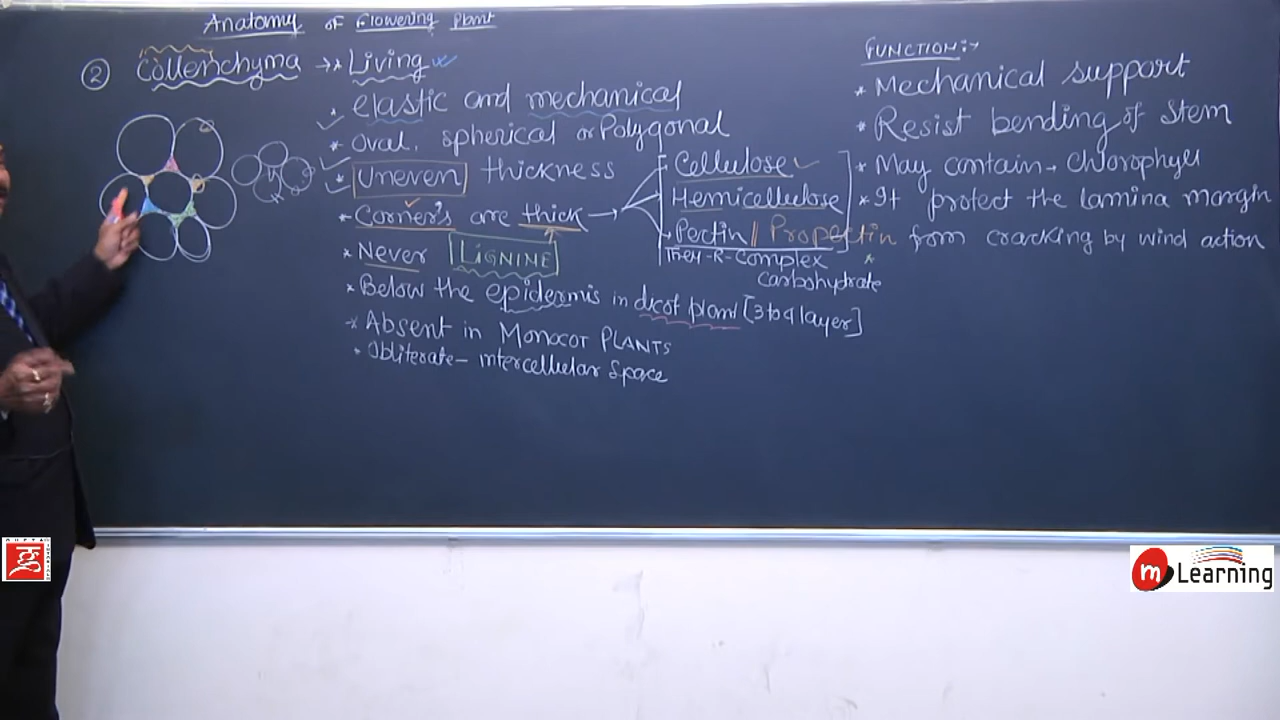 Anatomy of Flowering Plant
② Collenchyma → * Living
* elastic and mechanical
* Oval, spherical or Polygonal
Uneven thickness
* Corner's are thick →
Cellulose
Hemicellulose
Pectin || Propectin
They-R-Complex
Carbohydrate
* Never LIGNINE
* Below the epidermis in dicot plant [3 to 4 layer]
* Absent in MONOCOT PLANTS
* Obliterate - intercellular space
FUNCTION:-
* Mechanical support
* Resist bending of stem
* May contain → chlorophyll
* It protect the lamina margin
from cracking by wind action
m Learning